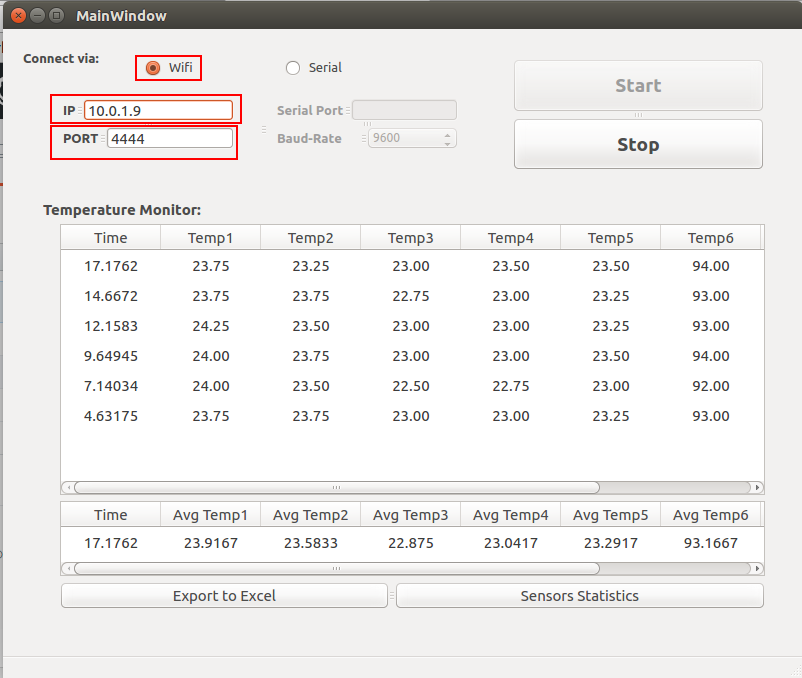 MainWindow
Connect via:
Wifi
Serial
IP 10.0.1.9
PORT 4444
Serial Port
Baud-Rate 9600
Start
Stop
Temperature Monitor:
Time Temp1 Temp2 Temp3 Temp4 Temp5 Temp6
17.1762 23.75 23.25 23.00 23.50 23.50 94.00
14.6672 23.75 23.75 22.75 23.00 23.25 93.00
12.1583 24.25 23.50 23.00 23.00 23.00 93.00
9.64945 24.00 23.75 23.00 23.00 23.50 94.00
7.14034 24.00 23.50 22.50 22.75 23.00 92.00
4.63175 23.75 23.75 23.00 23.00 23.25 93.00
Time Avg Temp1 Avg Temp2 Avg Temp3 Avg Temp4 Avg Temp5 Avg Temp6
17.1762 23.9167 23.5833 22.875 23.0417 23.2917 93.1667
Export to Excel
Sensors Statistics